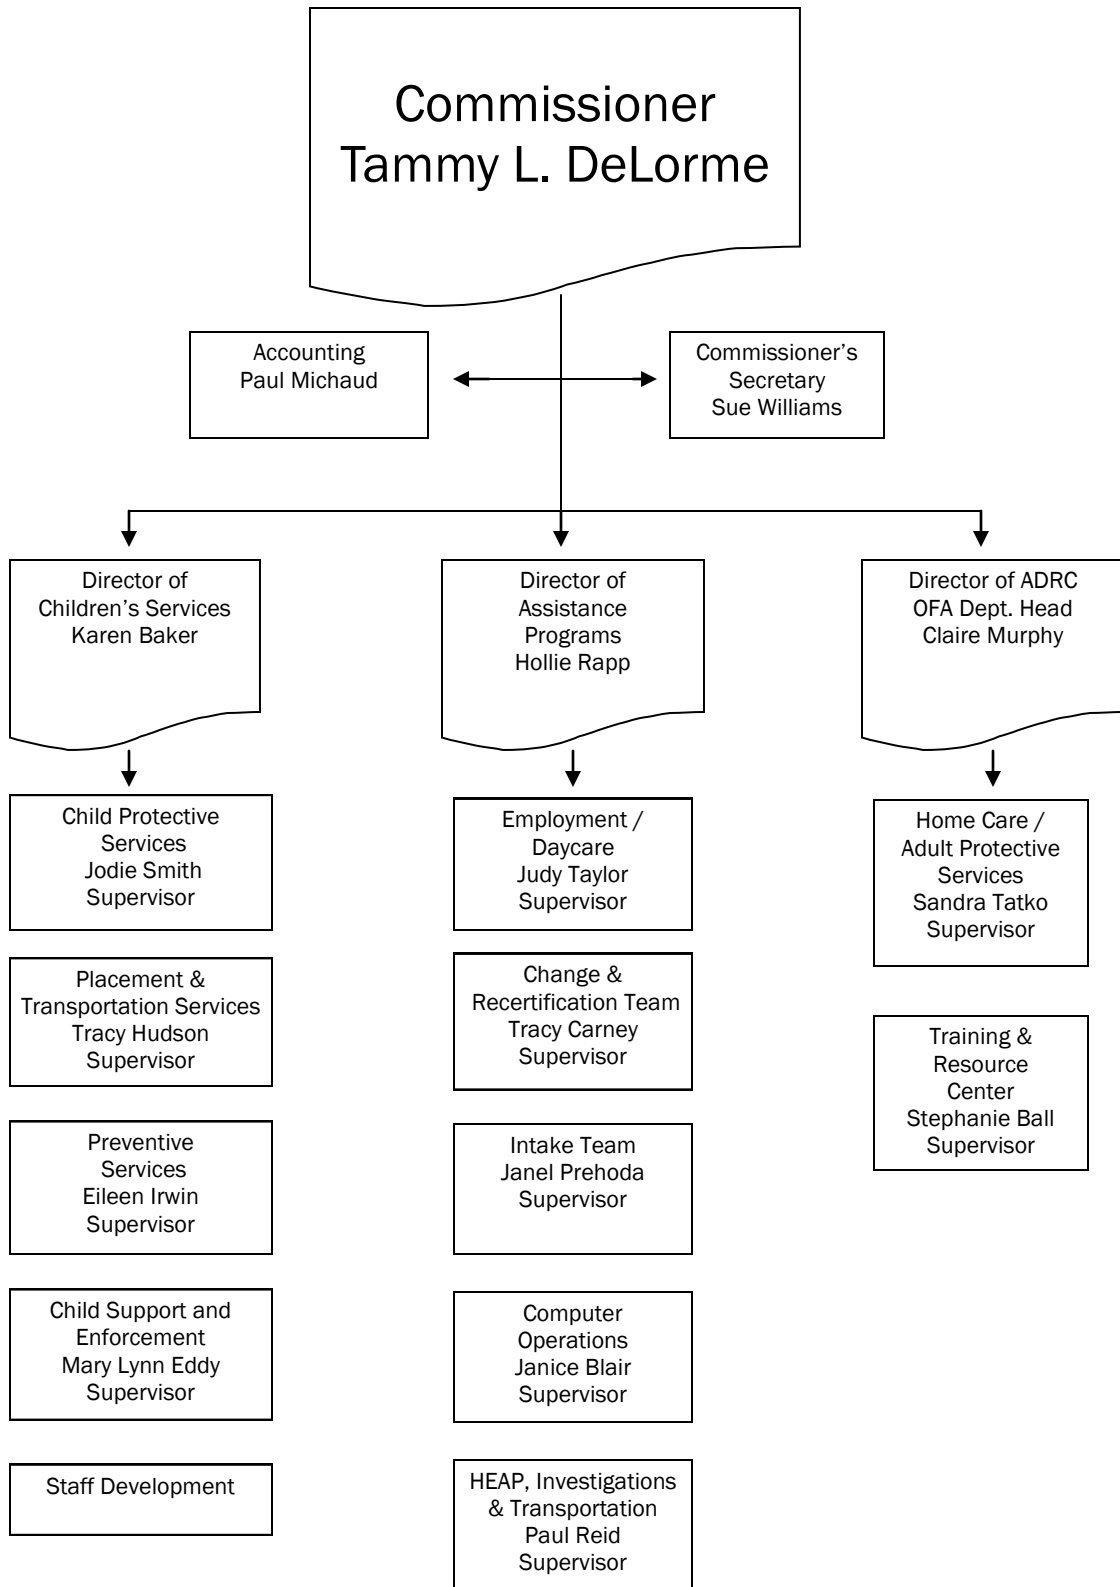 Commissioner
Tammy L. DeLorme
Accounting
Paul Michaud
Commissioner’s
Secretary
Sue Williams
Director of
Children’s Services
Karen Baker
Director of
Assistance
Programs
Hollie Rapp
Director of ADRC
OFA Dept. Head
Claire Murphy
Child Protective
Services
Jodie Smith
Supervisor
Placement &
Transportation Services
Tracy Hudson
Supervisor
Preventive
Services
Eileen Irwin
Supervisor
Child Support and
Enforcement
Mary Lynn Eddy
Supervisor
Staff Development
Employment /
Daycare
Judy Taylor
Supervisor
Change &
Recertification Team
Tracy Carney
Supervisor
Intake Team
Janel Prehoda
Supervisor
Computer
Operations
Janice Blair
Supervisor
HEAP, Investigations
& Transportation
Paul Reid
Supervisor
Home Care /
Adult Protective
Services
Sandra Tatko
Supervisor
Training &
Resource
Center
Stephanie Ball
Supervisor